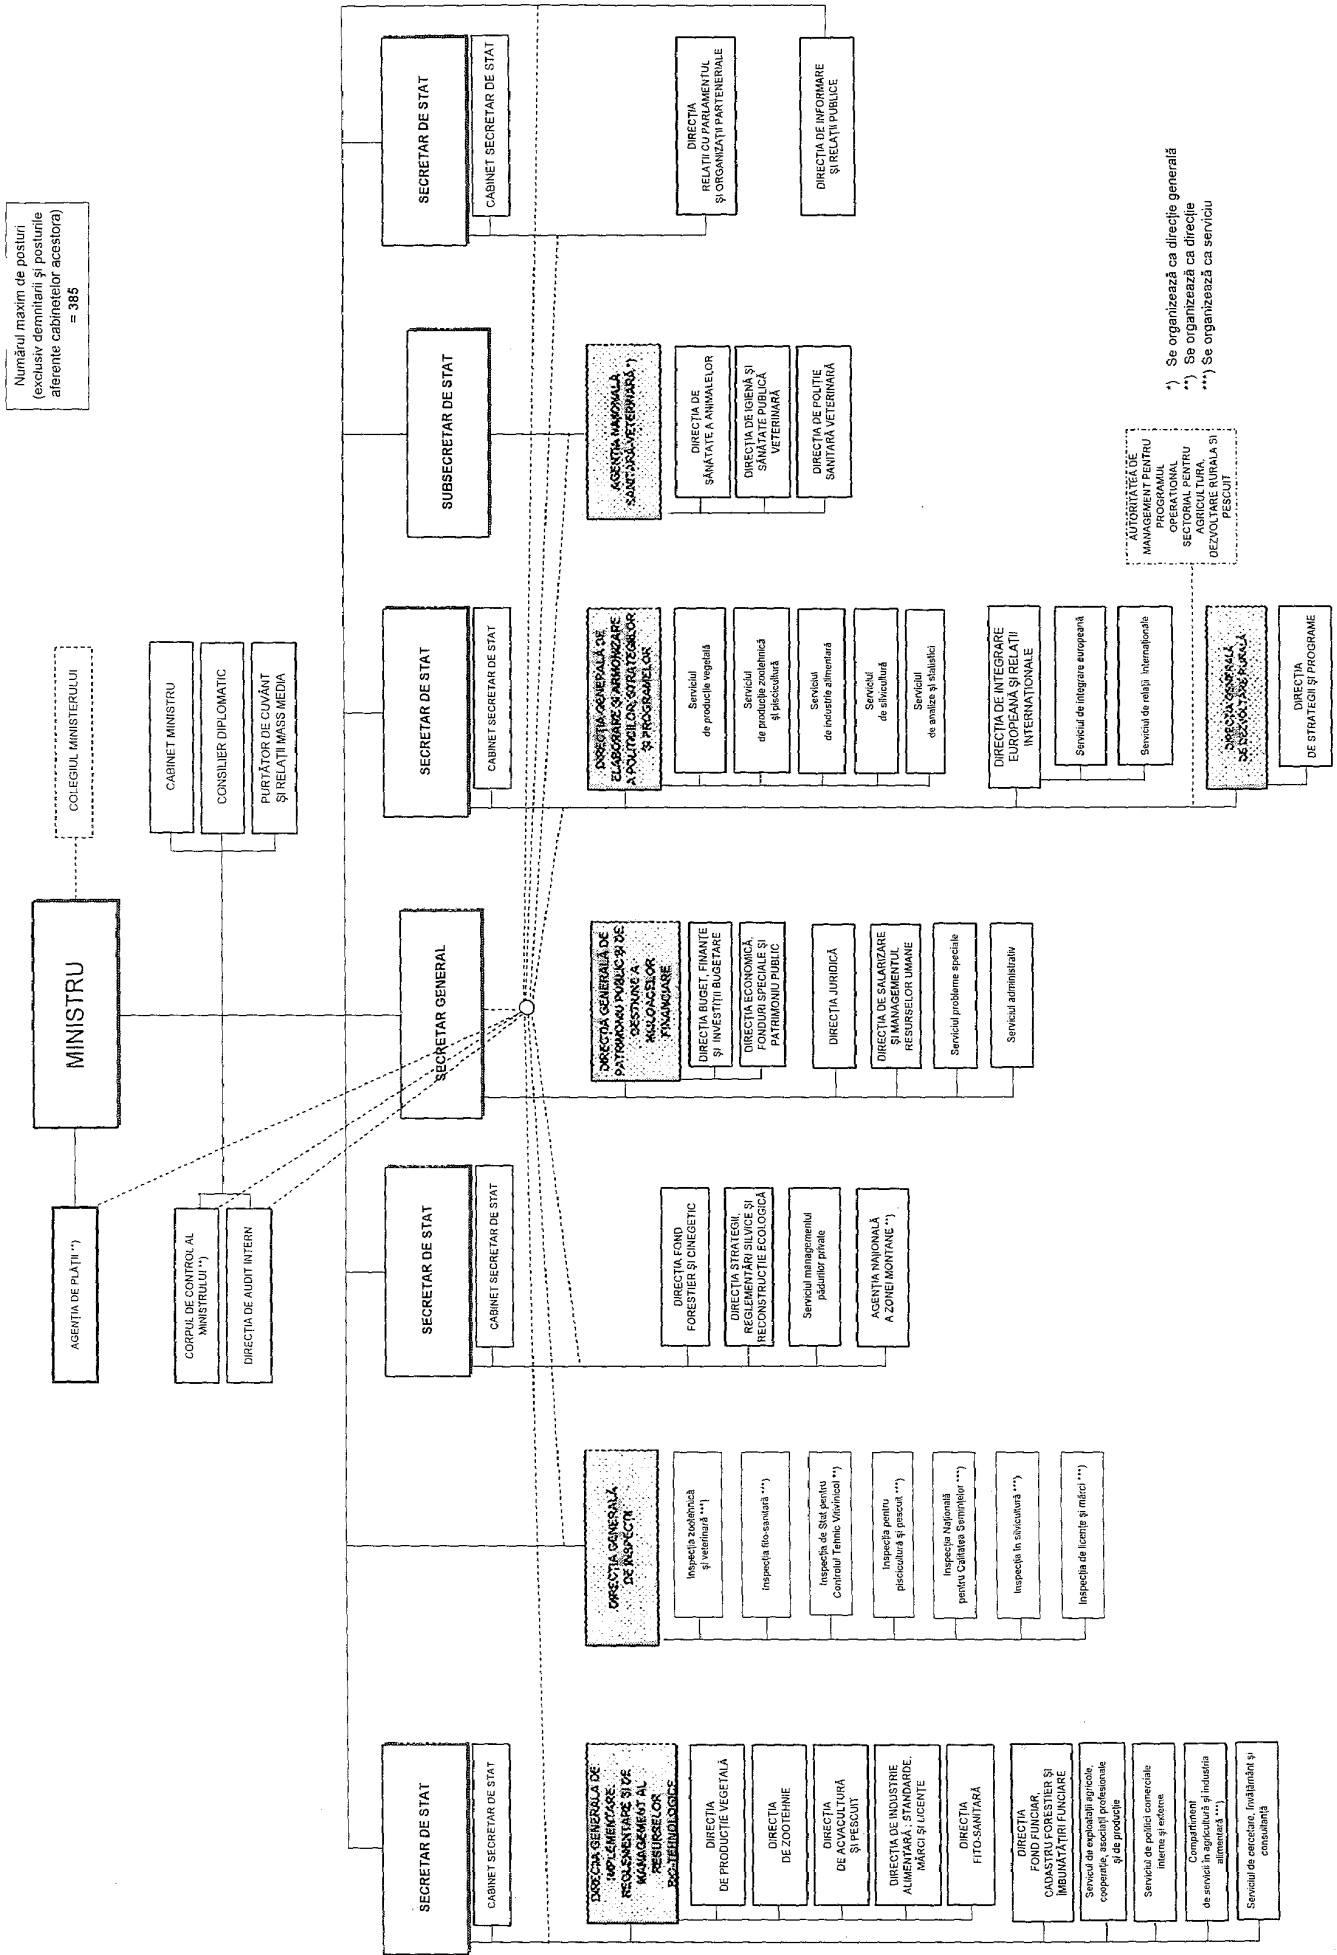 Numărul maxim de posturi
(exclusiv demnitarii și posturile
aferente cabinetelor acestora)
= 385
MINISTRU
COLEGIUL MINISTERULUI
AGENȚIA DE PLĂȚII **)
CORPUL DE CONTROL AL
MINISTRULUI **)
DIRECȚIA DE AUDIT INTERN
CABINET MINISTRU
CONSILIER DIPLOMATIC
PURTĂTOR DE CUVÂNT
ȘI RELAȚII MASS MEDIA
SECRETAR DE STAT
CABINET SECRETAR DE STAT
DIRECȚIA GENERALĂ DE
IMPLEMENTARE,
REGLEMENTARE ȘI DE
MANAGEMENT AL
RESURSELOR
BIO-TEHNOLOGICE
DIRECȚIA
DE PRODUCȚIE VEGETALĂ
DIRECȚIA
DE ZOOTEHNIE
DIRECȚIA
DE ACVACULTURĂ
ȘI PESCUIT
DIRECȚIA DE INDUSTRIE
ALIMENTARĂ ; STANDARDE,
MĂRCI ȘI LICENȚE
DIRECȚIA
FITO-SANITARĂ
DIRECȚIA
FOND FUNCIAR,
CADASTRU FORESTIER ȘI
ÎMBUNĂTĂȚIRI FUNCIARE
Serviciul de exploatații agricole,
cooperație, asociații profesionale
și de producție
Serviciul de politici comerciale
interne și externe
Compartiment
de servicii în agricultură și industria
alimentară ***)
Serviciul de cercetare, învățământ și
consultanță
DIRECȚIA GENERALĂ
DE INSPECȚII
Inspecția zootehnică
și veterinară ***)
Inspecția fito-sanitară ***)
Inspecția de Stat pentru
Controlul Tehnic Vitivinicol **)
Inspecția pentru
piscicultură și pescuit ***)
Inspecția Națională
pentru Calitatea Semințelor ***)
Inspecția în silvicultură ***)
Inspecția de licențe și mărci ***)
SECRETAR DE STAT
CABINET SECRETAR DE STAT
DIRECȚIA FOND
FORESTIER ȘI CINEGETIC
DIRECȚIA STRATEGII,
REGLEMENTĂRI SILVICE ȘI
RECONSTRUCȚIE ECOLOGICĂ
Serviciul managementul
pădurilor private
AGENȚIA NAȚIONALĂ
A ZONEI MONTANE **)
SECRETAR GENERAL
DIRECȚIA GENERALĂ DE
PATRIMONIU PUBLIC ȘI DE
GESTIUNE A
MIJLOACELOR
FINANCIARE
DIRECȚIA BUGET, FINANȚE
ȘI INVESTIȚII BUGETARE
DIRECȚIA ECONOMICĂ,
FONDURI SPECIALE ȘI
PATRIMONIU PUBLIC
DIRECȚIA JURIDICĂ
DIRECȚIA DE SALARIZARE
ȘI MANAGEMENTUL
RESURSELOR UMANE
Serviciul probleme speciale
Serviciul administrativ
SECRETAR DE STAT
CABINET SECRETAR DE STAT
DIRECȚIA GENERALĂ DE
ELABORARE ȘI ARMONIZARE
A POLITICILOR, STRATEGIILOR
ȘI PROGRAMELOR
Serviciul
de producție vegetală
Serviciul
de producție zootehnică
și piscicultură
Serviciul
de industrie alimentară
Serviciul
de silvicultură
Serviciul
de analize și statistici
DIRECȚIA DE INTEGRARE
EUROPEANĂ ȘI RELAȚII
INTERNAȚIONALE
Serviciul de integrare europeană
Serviciul de relații internaționale
AUTORITATEA DE
MANAGEMENT PENTRU
PROGRAMUL
OPERATIONAL
SECTORIAL PENTRU
AGRICULTURA,
DEZVOLTARE RURALA SI
PESCUIT
DIRECȚIA GENERALĂ
DE DEZVOLTARE RURALĂ
DIRECȚIA
DE STRATEGII ȘI PROGRAME
SUBSECRETAR DE STAT
AGENȚIA NAȚIONALĂ
SANITARĂ-VETERINARĂ *)
DIRECȚIA DE
SĂNĂTATE A ANIMALELOR
DIRECȚIA DE IGIENĂ ȘI
SĂNĂTATE PUBLICĂ
VETERINARĂ
DIRECȚIA DE POLIȚIE
SANITARĂ VETERINARĂ
SECRETAR DE STAT
CABINET SECRETAR DE STAT
DIRECȚIA
RELAȚII CU PARLAMENTUL
ȘI ORGANIZAȚII PARTENERIALE
DIRECȚIA DE INFORMARE
ȘI RELAȚII PUBLICE
*) Se organizează ca direcție generală
**) Se organizează ca direcție
***) Se organizează ca serviciu